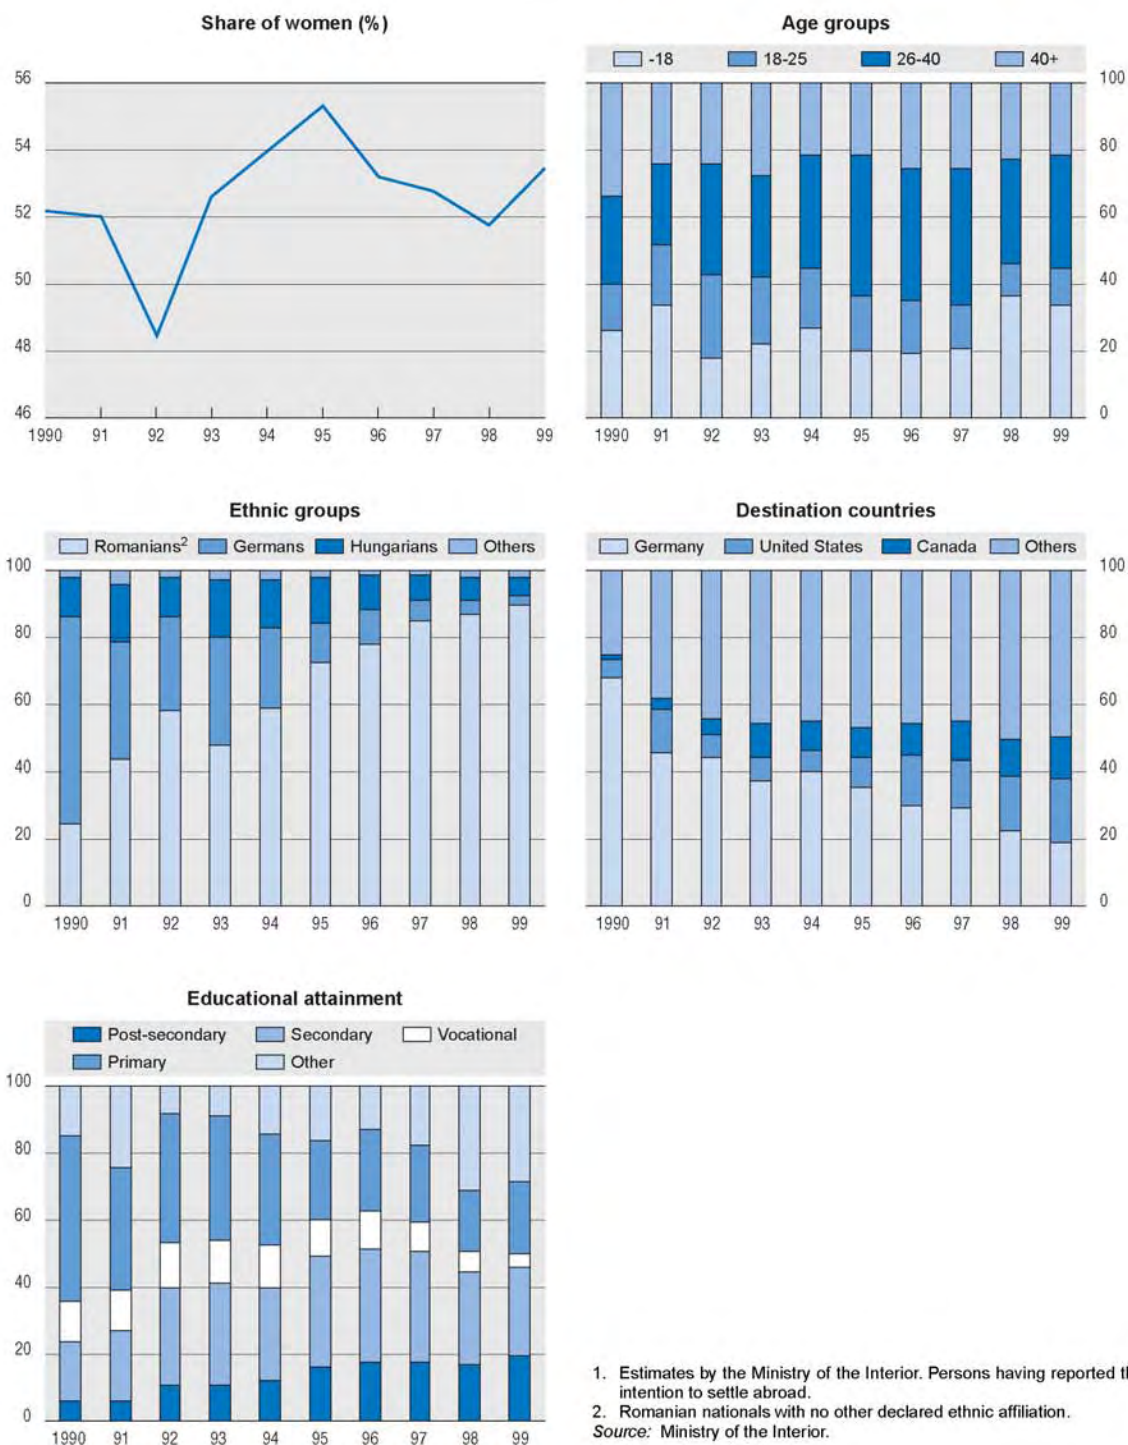 Share of women (%)
56
54
52
50
48
46
1990 91 92 93 94 95 96 97 98 99
Age groups
-18 18-25 26-40 40+
100
80
60
40
20
0
1990 91 92 93 94 95 96 97 98 99
Ethnic groups
Romanians2 Germans Hungarians Others
100
80
60
40
20
0
1990 91 92 93 94 95 96 97 98 99
Destination countries
Germany United States Canada Others
100
80
60
40
20
0
1990 91 92 93 94 95 96 97 98 99
Educational attainment
Post-secondary Secondary Vocational
Primary Other
100
80
60
40
20
0
1990 91 92 93 94 95 96 97 98 99
1. Estimates by the Ministry of the Interior. Persons having reported
intention to settle abroad.
2. Romanian nationals with no other declared ethnic affiliation.
Source: Ministry of the Interior.